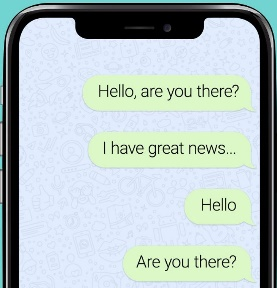 Hello, are you there?
I have great news...
Hello
Are you there?